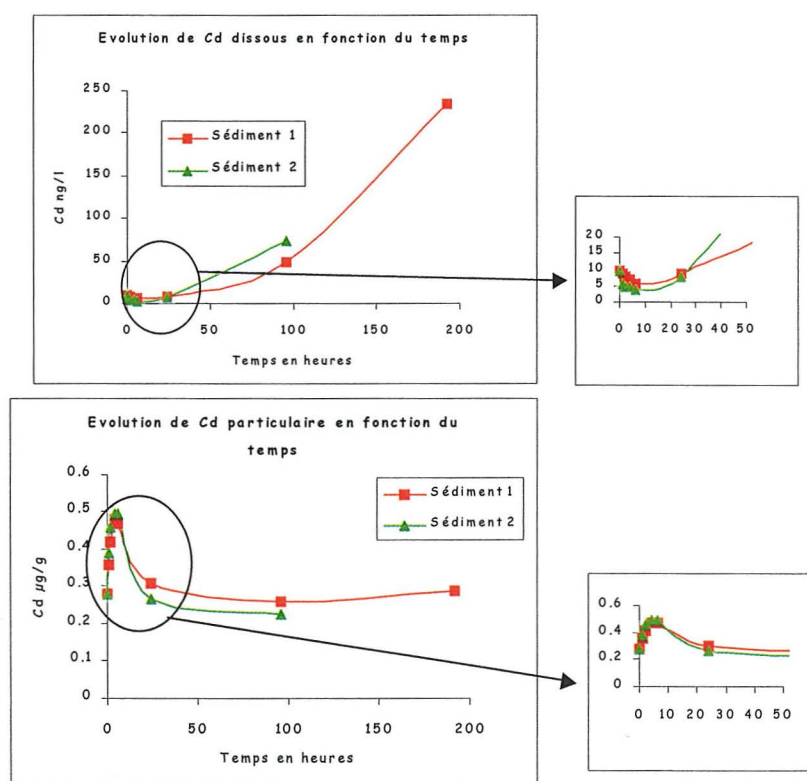 Evolution de Cd dissous en fonction du temps
250
200
150
100
50
0
Cd ng/l
Sédiment 1
Sédiment 2
0 50 100 150 200
Temps en heures
20
15
10
5
0
0 10 20 30 40 50
Evolution de Cd particulaire en fonction du
temps
0.6
0.5
0.4
0.3
0.2
0.1
0
Cd µg/g
Sédiment 1
Sédiment 2
0 50 100 150 200
Temps en heures
0.6
0.4
0.2
0
0 10 20 30 40 50